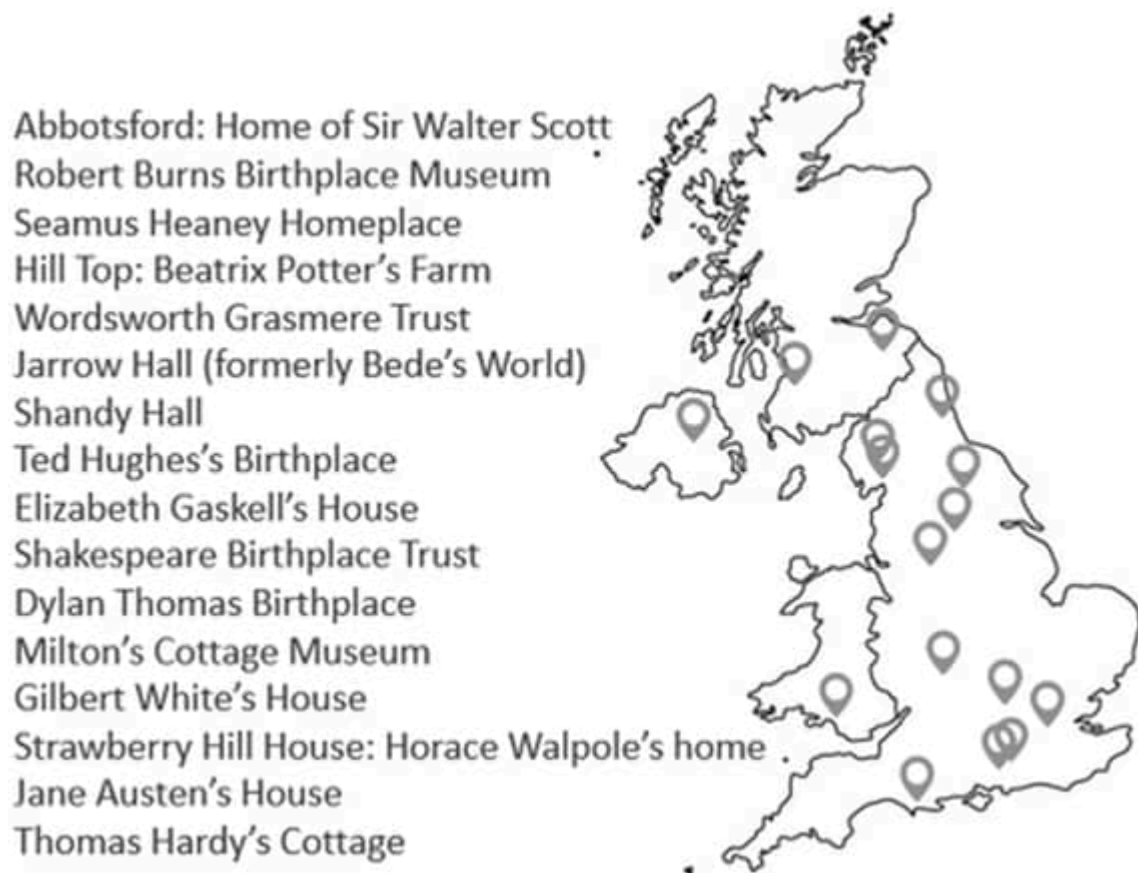 Abbotsford: Home of Sir Walter Scott
Robert Burns Birthplace Museum
Seamus Heaney Homeplace
Hill Top: Beatrix Potter’s Farm
Wordsworth Grasmere Trust
Jarrow Hall (formerly Bede’s World)
Shandy Hall
Ted Hughes’s Birthplace
Elizabeth Gaskell’s House
Shakespeare Birthplace Trust
Dylan Thomas Birthplace
Milton’s Cottage Museum
Gilbert White’s House
Strawberry Hill House: Horace Walpole’s home
Jane Austen’s House
Thomas Hardy’s Cottage